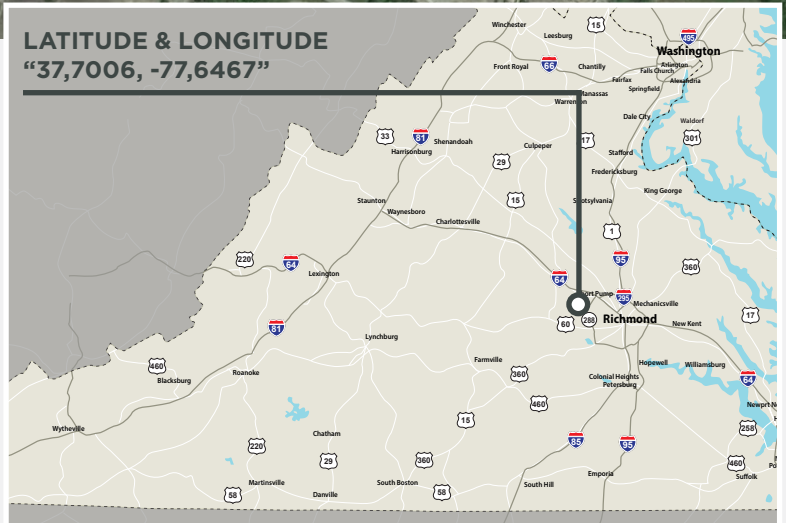 LATITUDE & LONGITUDE
“37,7006, -77,6467”
Winchester
15
Leesburg
495
Washington
Front Royal
66
Chantilly
Arlington
Falls Church
Fairfax
Alexandria
Springfield
Manassas
Warrenton
Dale City
Waldorf
33
81
Shenandoah
17
301
Harrisonburg
Culpeper
Stafford
29
Fredericksburg
King George
Staunton
15
Spotsylvania
Waynesboro
Charlottesville
1
220
64
95
360
Lexington
64
295
Mechanicsville
60
288
Richmond
17
New Kent
81
Lynchburg
460
Farmville
Hopewell
Williamsburg
Roanoke
360
Colonial Heights
Petersburg
64
Blacksburg
460
Wytheville
15
258
Chatham
85
95
220
29
360
460
Suffolk
Emporia
Martinsville
South Boston
South Hill
58
Danville
58